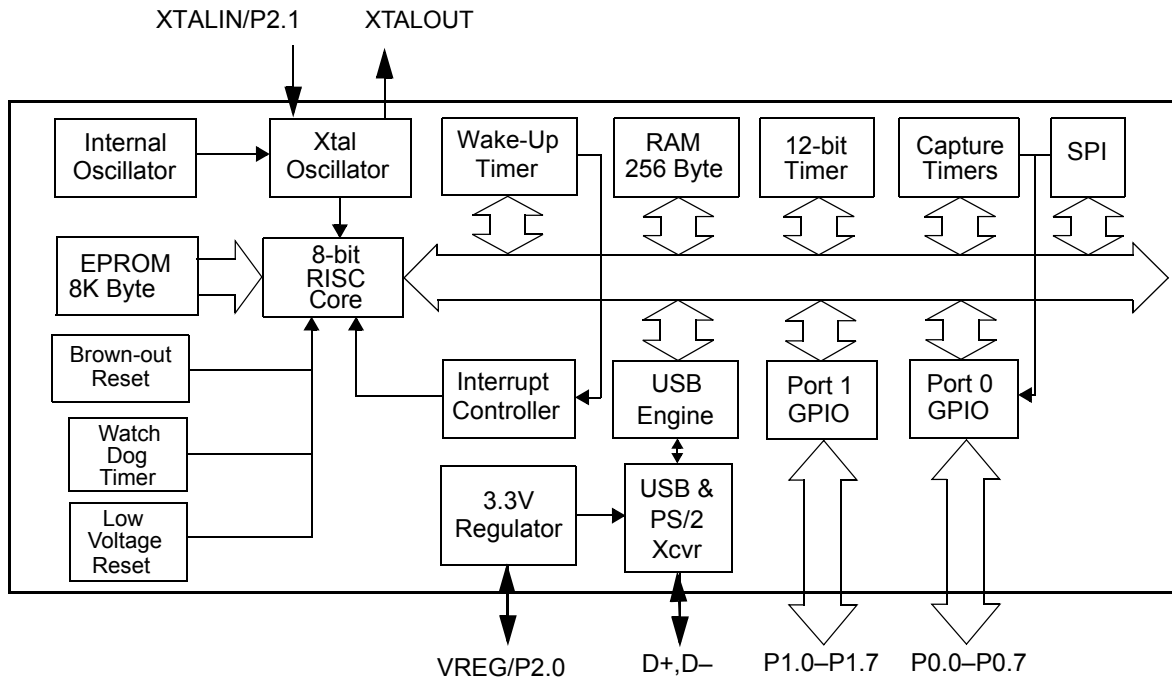 XTALIN/P2.1
XTALOUT
Internal
Oscillator
Xtal
Oscillator
Wake-Up
Timer
RAM
256 Byte
12-bit
Timer
Capture
Timers
SPI
EPROM
8K Byte
8-bit
RISC
Core
Brown-out
Reset
Interrupt
Controller
USB
Engine
Port 1
GPIO
Port 0
GPIO
Watch
Dog
Timer
Low
Voltage
Reset
3.3V
Regulator
USB &
PS/2
Xcvr
VREG/P2.0
D+,D–
P1.0–P1.7
P0.0–P0.7